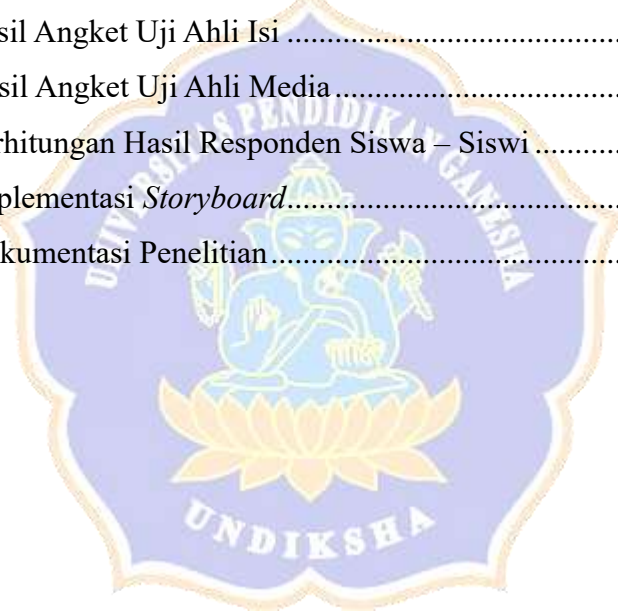 sil Angket Uji Ahli Isi ........................................
sil Angket Uji Ahli Media ...................................
rhitungan Hasil Responden Siswa – Siswi ...........
plementasi Storyboard .........................................
kumentasi Penelitian ...........................................
UNIVERSITAS PENDIDIKAN GANESHA
UNDIKSHA